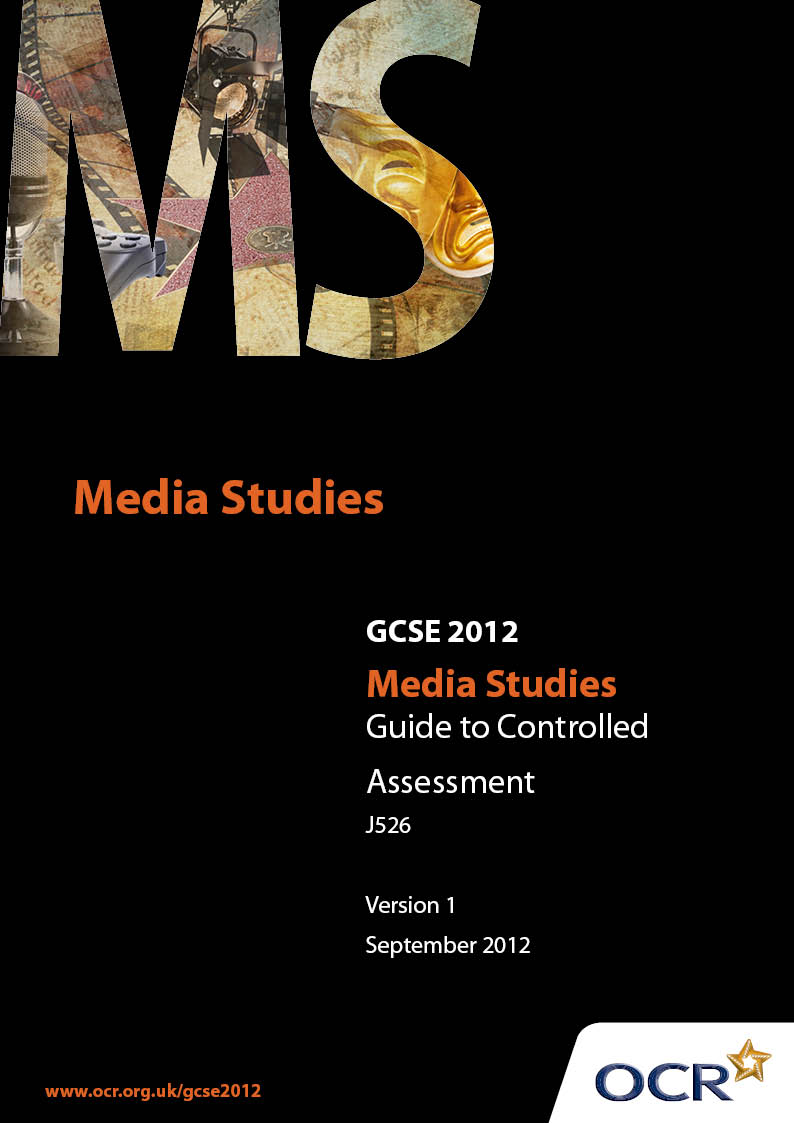 MS
Media Studies
GCSE 2012
Media Studies
Guide to Controlled
Assessment
J526
Version 1
September 2012
www.ocr.org.uk/gcse2012
OCR